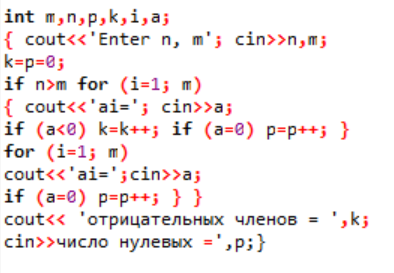 int m,n,p,k,i,a;
{ cout<<'Enter n, m'; cin>>n,m;
k=p=0;
if n>m for (i=1; m)
{ cout<<'ai='; cin>>a;
if (a<0) k=k++; if (a=0) p=p++; }
for (i=1; m)
cout<<'ai=';cin>>a;
if (a=0) p=p++; } }
cout<< 'отрицательных членов = ',k;
cin>>число нулевых =',p;}